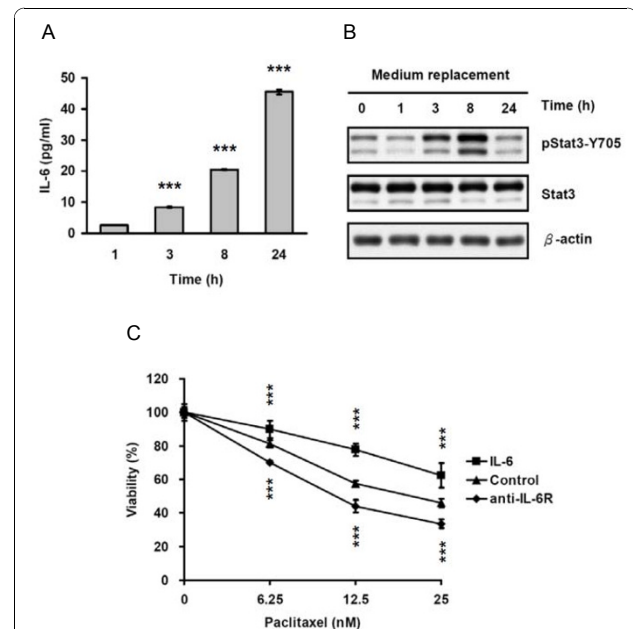 A
***
***
***
50
40
30
20
10
0
IL-6 (pg/ml)
1 3 8 24
Time (h)
B
Medium replacement
0 1 3 8 24 Time (h)
pStat3-Y705
Stat3
β-actin
C
120
100
80
60
40
20
0
Viability (%)
***
***
***
***
***
***
IL-6
Control
anti-IL-6R
0 6.25 12.5 25
Paclitaxel (nM)